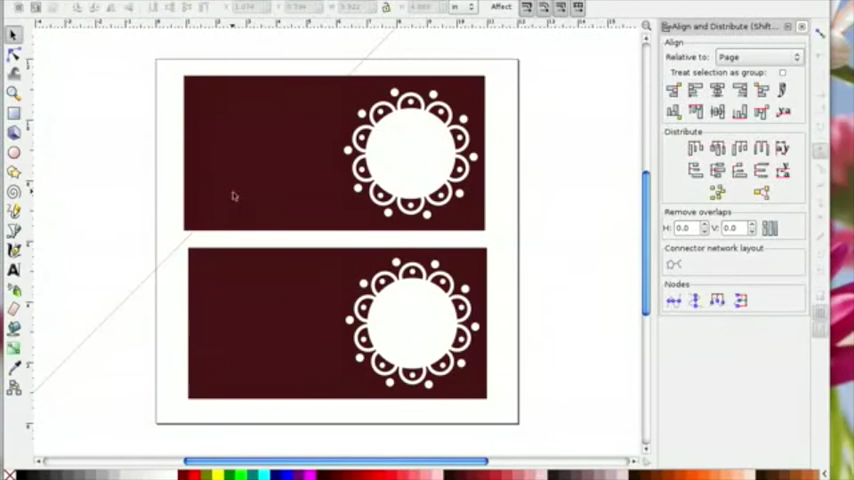 Affect:
Align and Distribute (Shift...
Align
Relative to: Page
Treat selection as group:
Distribute
Remove overlaps
H: 0.0 V: 0.0
Connector network layout
Nodes